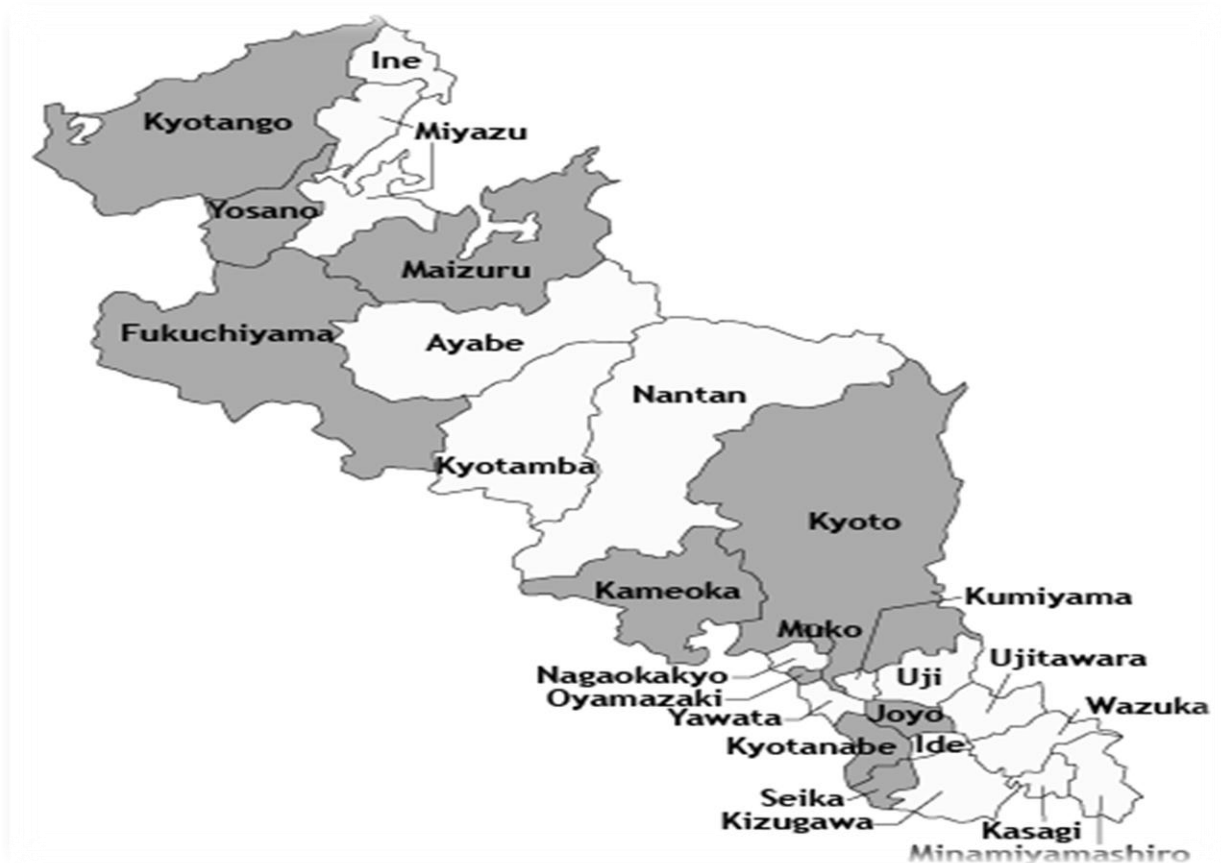 Ine
Kyotango
Miyazu
Yosano
Maizuru
Fukuchiyama
Ayabe
Nantan
Kyotamba
Kyoto
Kameoka
Kumiyama
Muko
Ujitawara
Nagaokakyo
Uji
Oyamazaki
Wazuka
Yawata
Joyo
Kyotanabe
Ide
Seika
Kizugawa
Kasagi
Minamiyamashiro